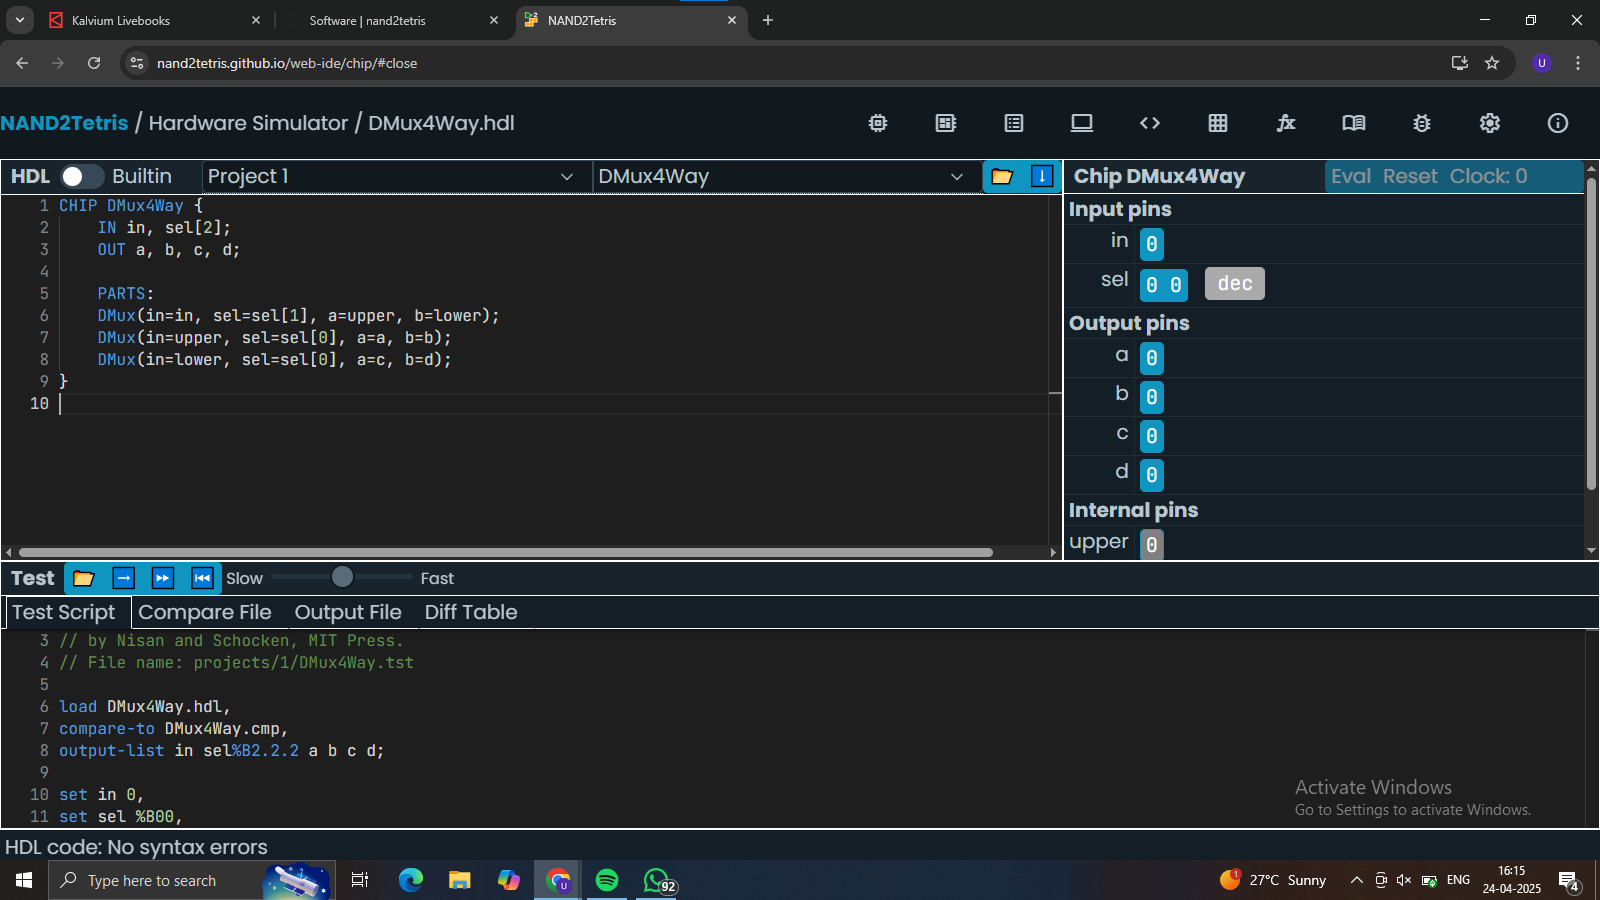 Kalvium Livebooks
Software | nand2tetris
NAND2Tetris
nand2tetris.github.io/web-ide/chip/#close
U
NAND2Tetris / Hardware Simulator / DMux4Way.hdl
HDL Builtin Project 1 DMux4Way
1 CHIP DMux4Way {
2 IN in, sel[2];
3 OUT a, b, c, d;
4
5 PARTS:
6 DMux(in=in, sel=sel[1], a=upper, b=lower);
7 DMux(in=upper, sel=sel[0], a=a, b=b);
8 DMux(in=lower, sel=sel[0], a=c, b=d);
9 }
10
Chip DMux4Way Eval Reset Clock: 0
Input pins
in 0
sel 0 0 dec
Output pins
a 0
b 0
c 0
d 0
Internal pins
upper 0
Test Slow Fast
Test Script Compare File Output File Diff Table
3 // by Nisan and Schocken, MIT Press.
4 // File name: projects/1/DMux4Way.tst
5
6 load DMux4Way.hdl,
7 compare-to DMux4Way.cmp,
8 output-list in sel%B2.2.2 a b c d;
9
10 set in 0,
11 set sel %B00,
Activate Windows
Go to Settings to activate Windows.
HDL code: No syntax errors
Type here to search
U
92
1
27°C Sunny
ENG
16:15
24-04-2025
4